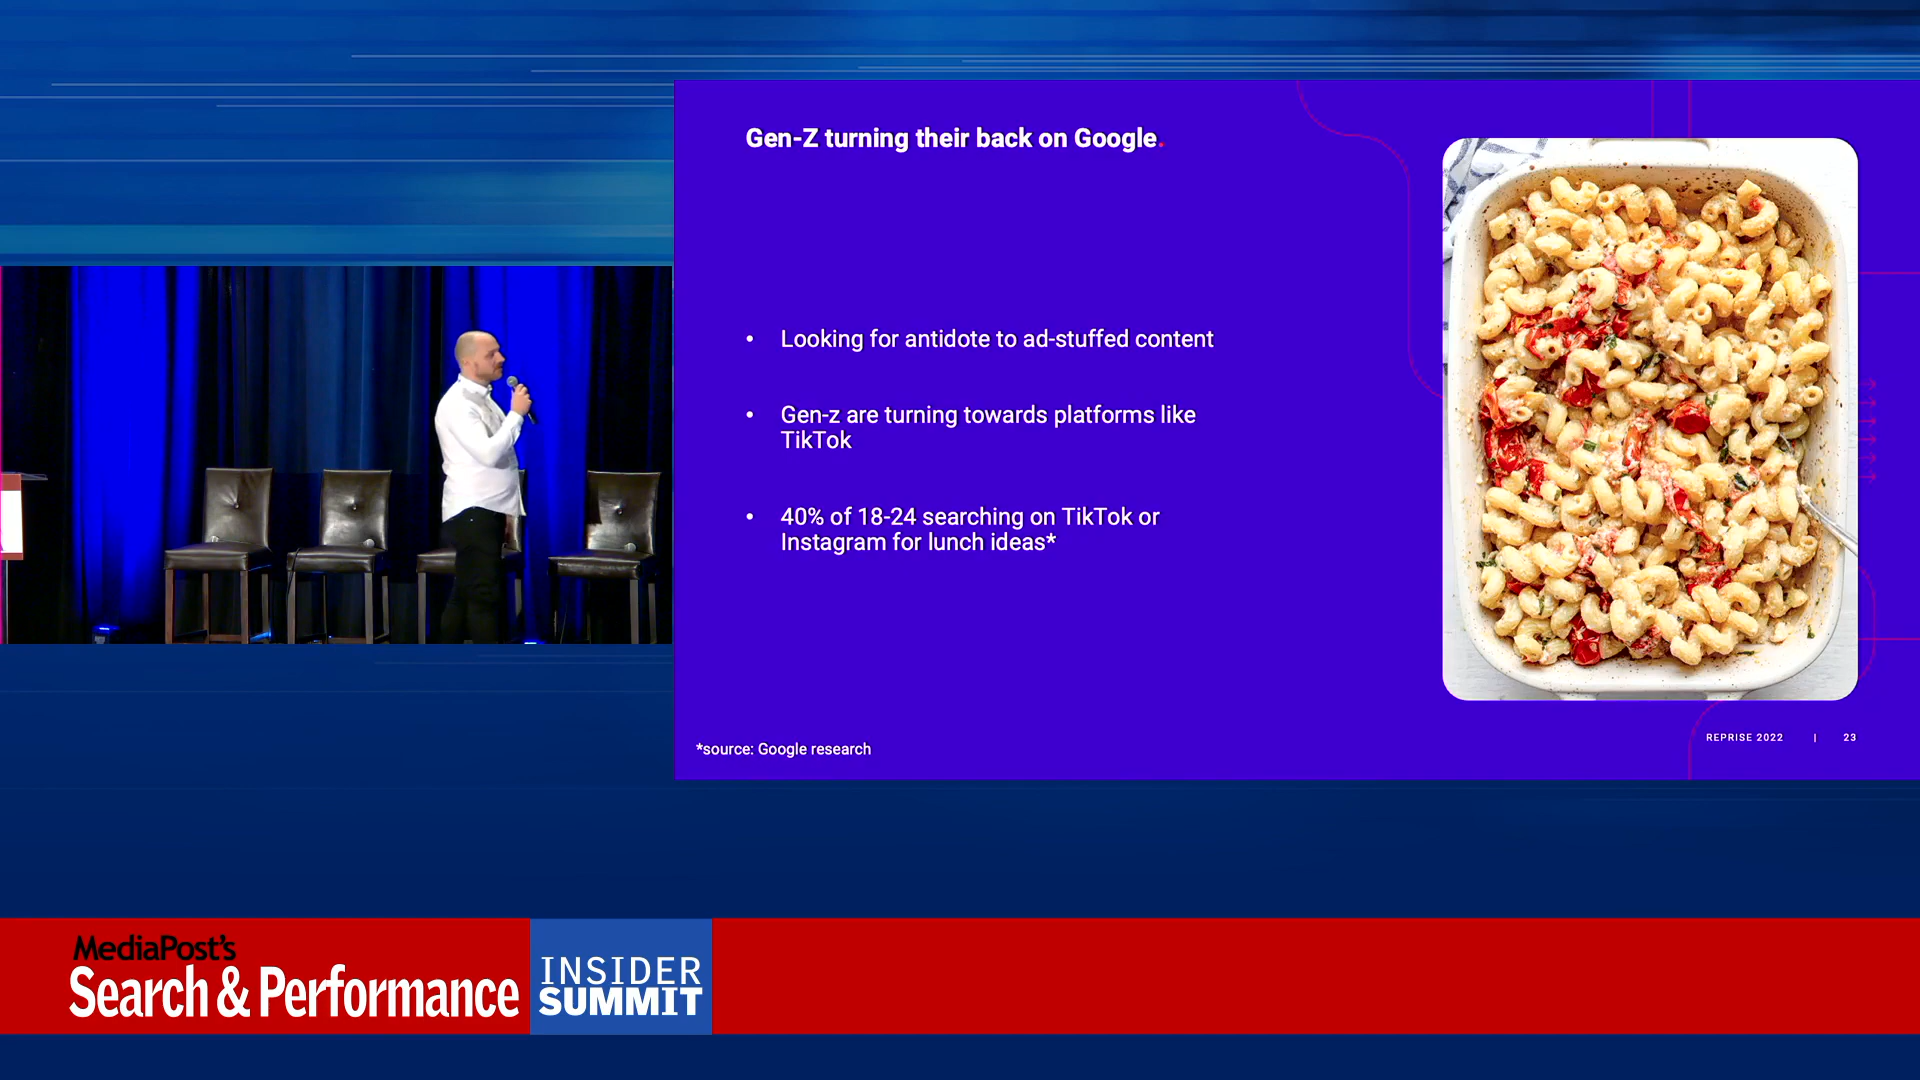 Gen-Z turning their back on Google.
• Looking for antidote to ad-stuffed content
• Gen-z are turning towards platforms like
TikTok
• 40% of 18-24 searching on TikTok or
Instagram for lunch ideas*
*source: Google research
REPRISE 2022 | 23
MediaPost's
Search & Performance
INSIDER
SUMMIT